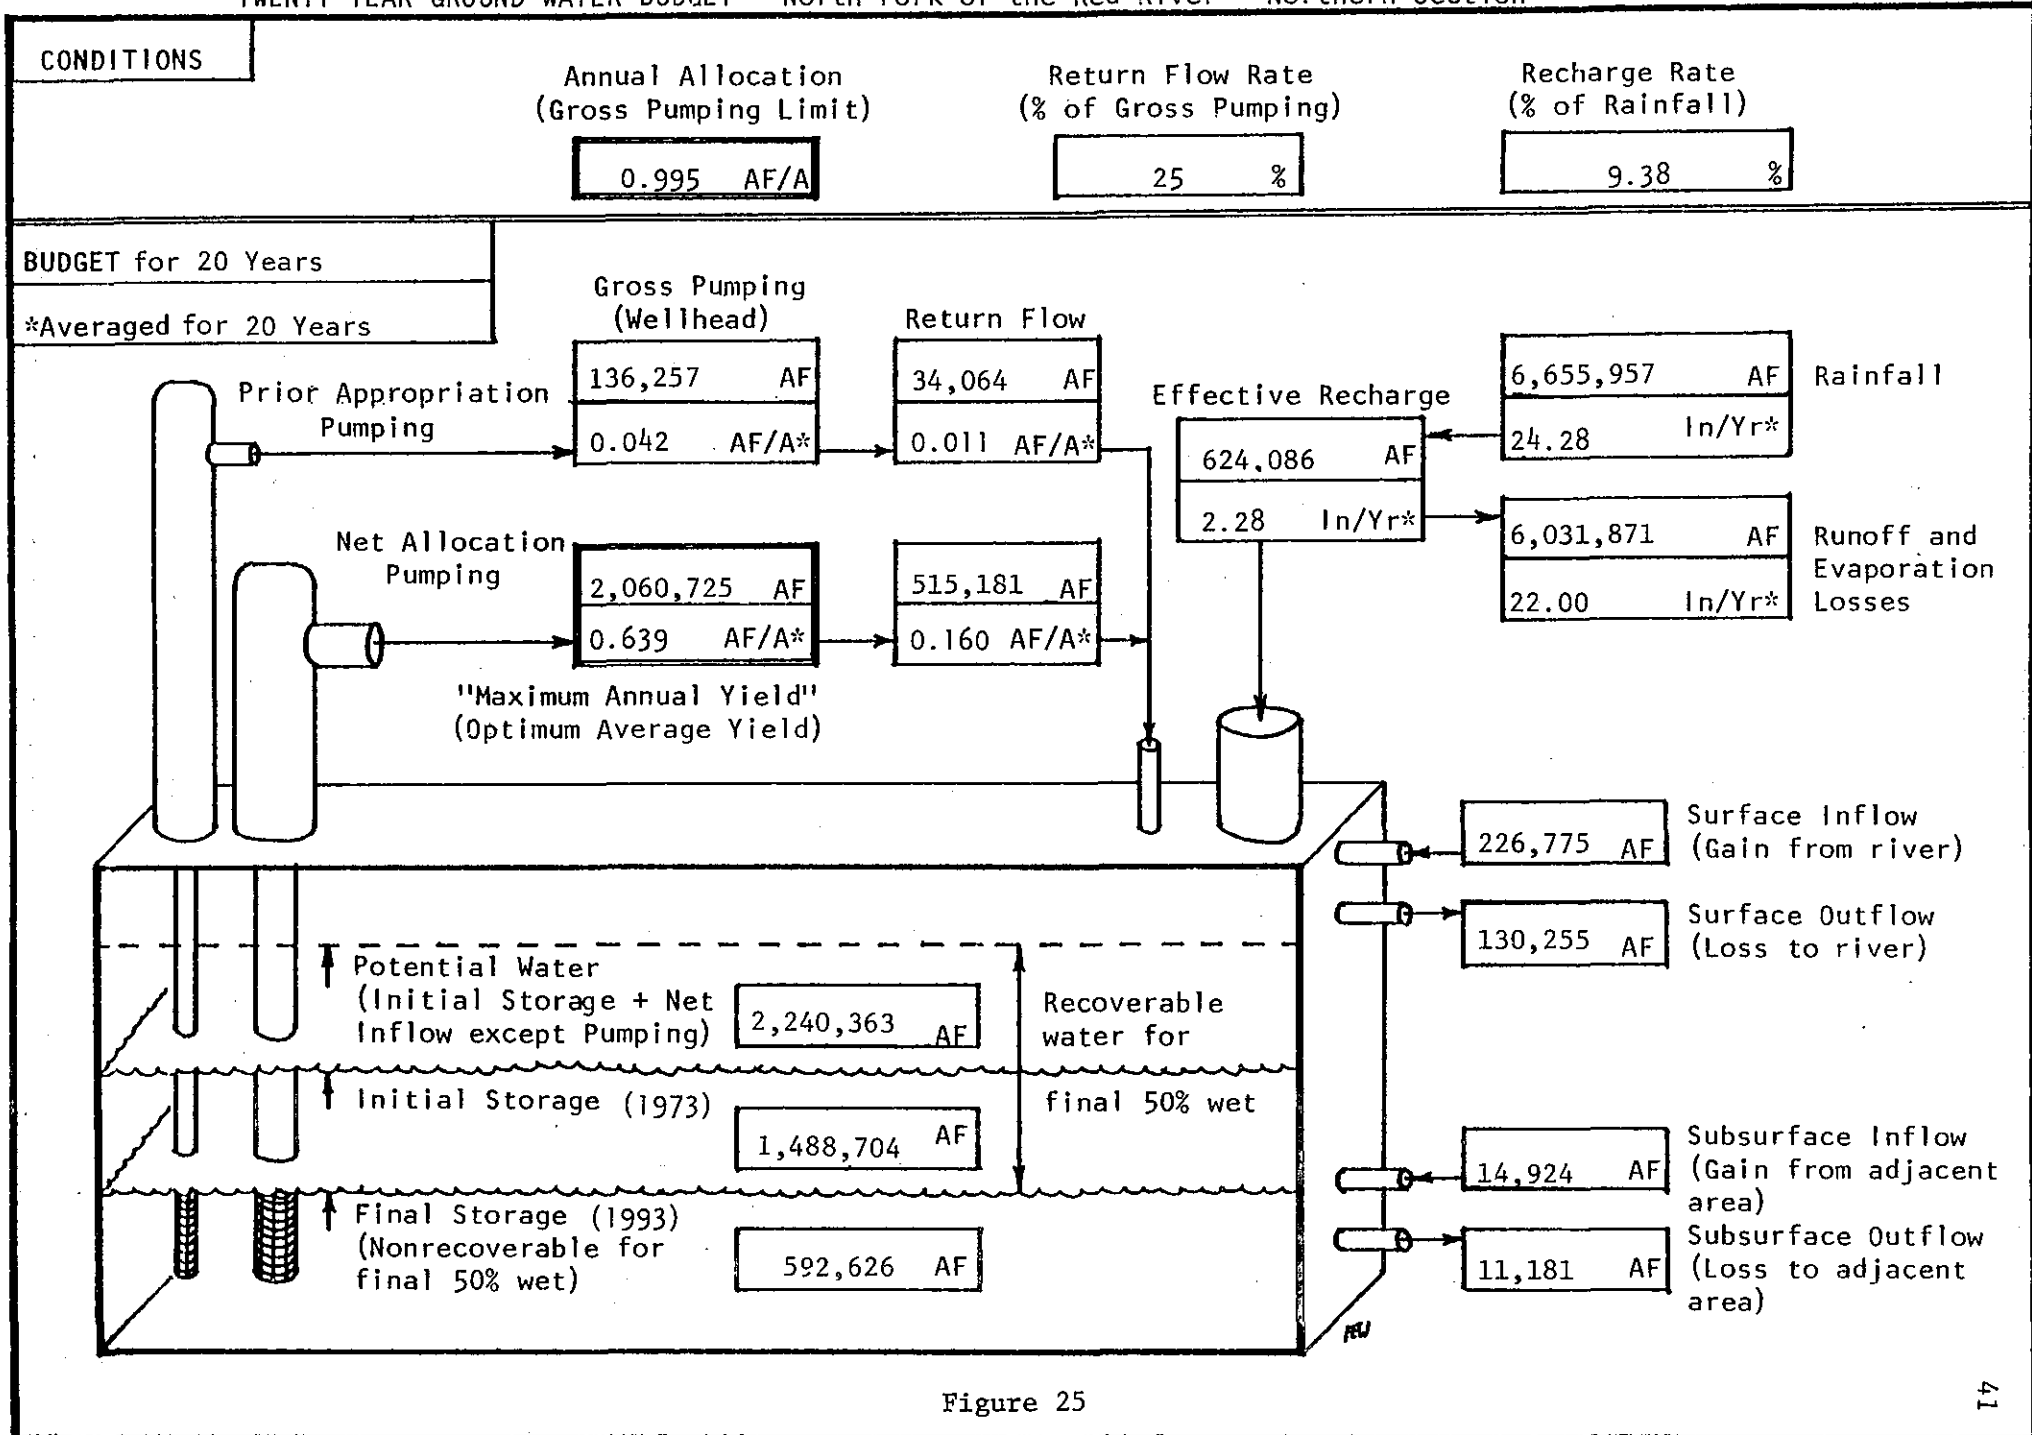 CONDITIONS
Annual Allocation
(Gross Pumping Limit)
0.995 AF/A
Return Flow Rate
(% of Gross Pumping)
25 %
Recharge Rate
(% of Rainfall)
9.38 %
BUDGET for 20 Years
*Averaged for 20 Years
Gross Pumping
(Wellhead)
Return Flow
Prior Appropriation
Pumping
136,257 AF
0.042 AF/A*
34,064 AF
0.011 AF/A*
Effective Recharge
624,086 AF
2.28 In/Yr*
6,655,957 AF
24.28 In/Yr*
Rainfall
6,031,871 AF
22.00 In/Yr*
Runoff and
Evaporation
Losses
Net Allocation
Pumping
2,060,725 AF
0.639 AF/A*
515,181 AF
0.160 AF/A*
"Maximum Annual Yield"
(Optimum Average Yield)
226,775 AF
Surface Inflow
(Gain from river)
130,255 AF
Surface Outflow
(Loss to river)
Potential Water
(Initial Storage + Net
Inflow except Pumping)
2,240,363 AF
Recoverable
water for
final 50% wet
Initial Storage (1973)
1,488,704 AF
14,924 AF
Subsurface Inflow
(Gain from adjacent
area)
Final Storage (1993)
(Nonrecoverable for
final 50% wet)
592,626 AF
11,181 AF
Subsurface Outflow
(Loss to adjacent
area)
Figure 25
41